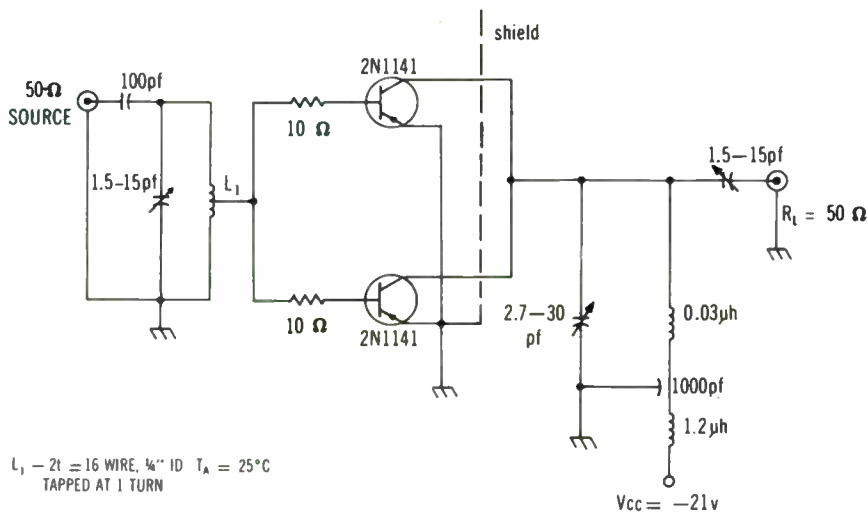 shield
2N1141
100pf
50-Ω
SOURCE
10 Ω
1.5-15pf
L1
1.5-15pf
RL = 50 Ω
2.7-30
pf
0.03µh
10 Ω
2N1141
1000pf
1.2µh
L1 - 2t =16 WIRE, ¼" ID TA = 25°C
TAPPED AT 1 TURN
Vcc = -21v